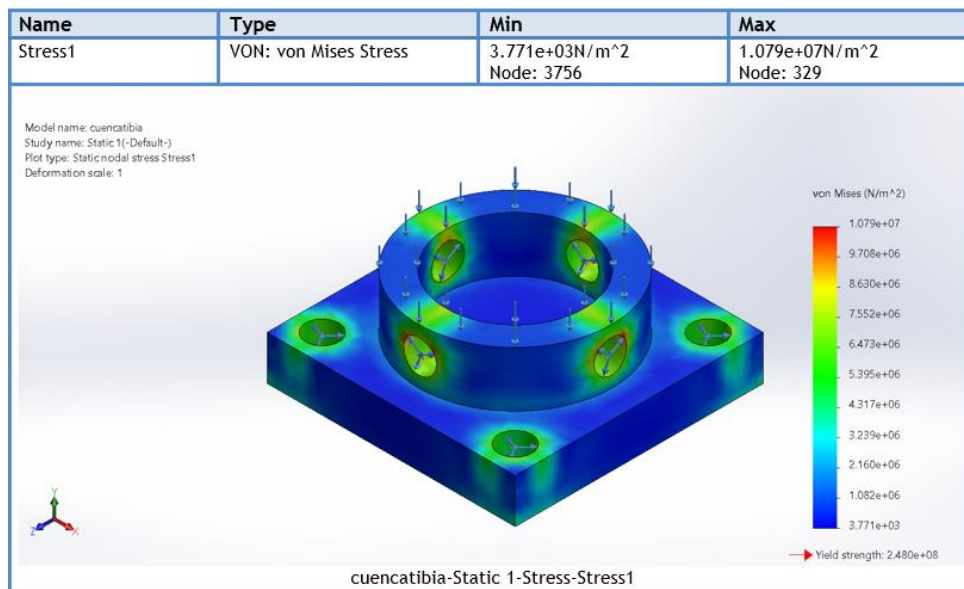 Name Type Min Max
Stress1 VON: von Mises Stress 3.771e+03N/m^2 1.079e+07N/m^2
Node: 3756 Node: 329
Model name: cuencatibia
Study name: Static 1(-Default-)
Plot type: Static nodal stress Stress1
Deformation scale: 1
von Mises (N/m^2)
1.079e+07
9.708e+06
8.630e+06
7.552e+06
6.473e+06
5.395e+06
4.317e+06
3.239e+06
2.160e+06
1.082e+06
3.771e+03
Yield strength: 2.480e+08
Y
Z X
cuencatibia-Static 1-Stress-Stress1